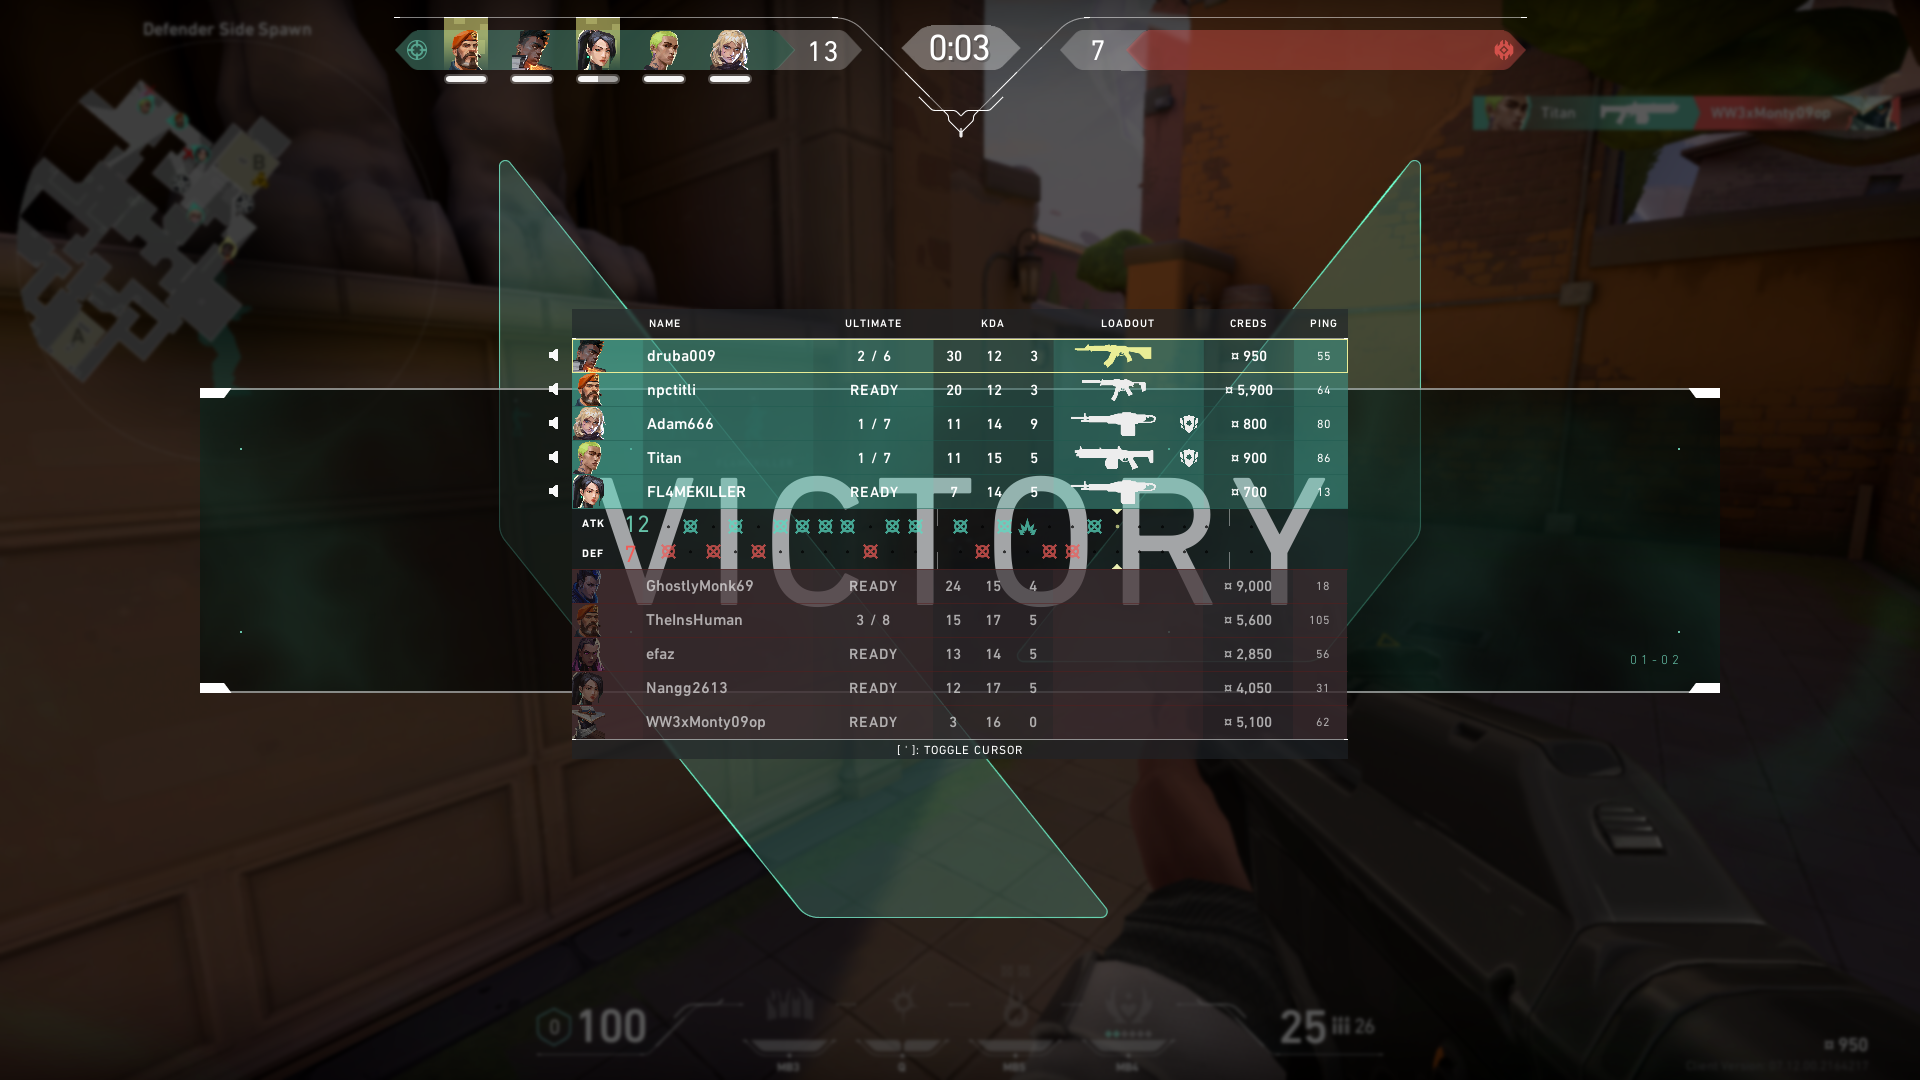 Defender Side Spawn
13
0:03
7
Titan WW3xMonty09op
B
NAME ULTIMATE KDA LOADOUT CREDS PING
druba009 2 / 6 30 12 3 ¤ 950 55
npctitli READY 20 12 3 ¤ 5,900 64
Adam666 1 / 7 11 14 9 ¤ 800 80
Titan 1 / 7 11 15 5 ¤ 900 86
FL4MEKILLER READY 7 14 5 ¤ 700 13
VICTORY
ATK 12
DEF 7
GhostlyMonk69 READY 24 15 4 ¤ 9,000 18
TheInsHuman 3 / 8 15 17 5 ¤ 5,600 105
efaz READY 13 14 5 ¤ 2,850 56
Nangg2613 READY 12 17 5 ¤ 4,050 31
WW3xMonty09op READY 3 16 0 ¤ 5,100 62
01-02
[ ' ]: TOGGLE CURSOR
0 100
25 26
¤ 950
MB3 Q MB5 MB4